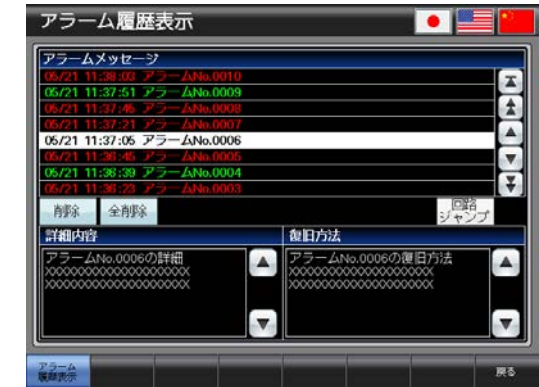 アラーム履歴表示
アラームメッセージ
05/21 11:38:03 アラームNo.0010
05/21 11:37:51 アラームNo.0009
05/21 11:37:45 アラームNo.0008
05/21 11:37:21 アラームNo.0007
05/21 11:37:05 アラームNo.0006
05/21 11:36:45 アラームNo.0005
05/21 11:36:39 アラームNo.0004
05/21 11:36:23 アラームNo.0003
削除 全削除
回路
ジャンプ
詳細内容
アラームNo.0006の詳細
XXXXXXXXXXXXXXXXXXXX
XXXXXXXXXXXXXXXXXXXX
復旧方法
アラームNo.0006の復旧方法
XXXXXXXXXXXXXXXXXXXX
XXXXXXXXXXXXXXXXXXXX
アラーム
履歴表示
戻る